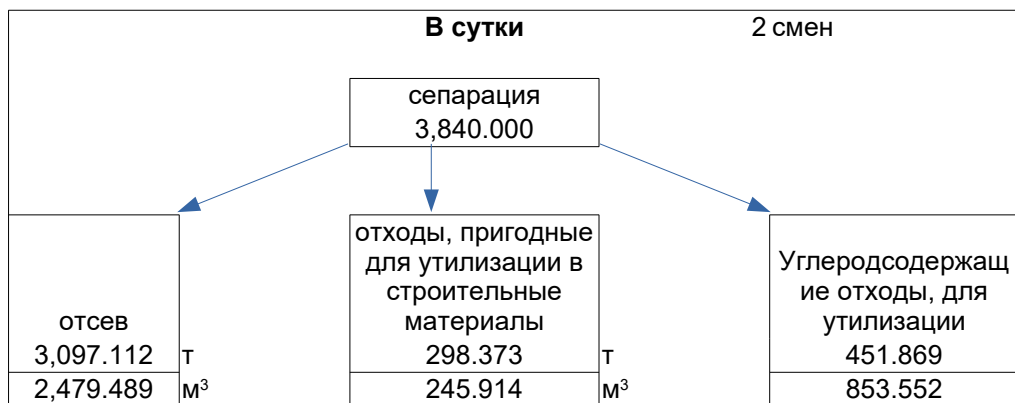 В сутки 2 смен
сепарация
3,840.000
отсев
3,097.112 т
2,479.489 м³
отходы, пригодные
для утилизации в
строительные
материалы
298.373 т
245.914 м³
Углеродсодержащ
ие отходы, для
утилизации
451.869
853.552